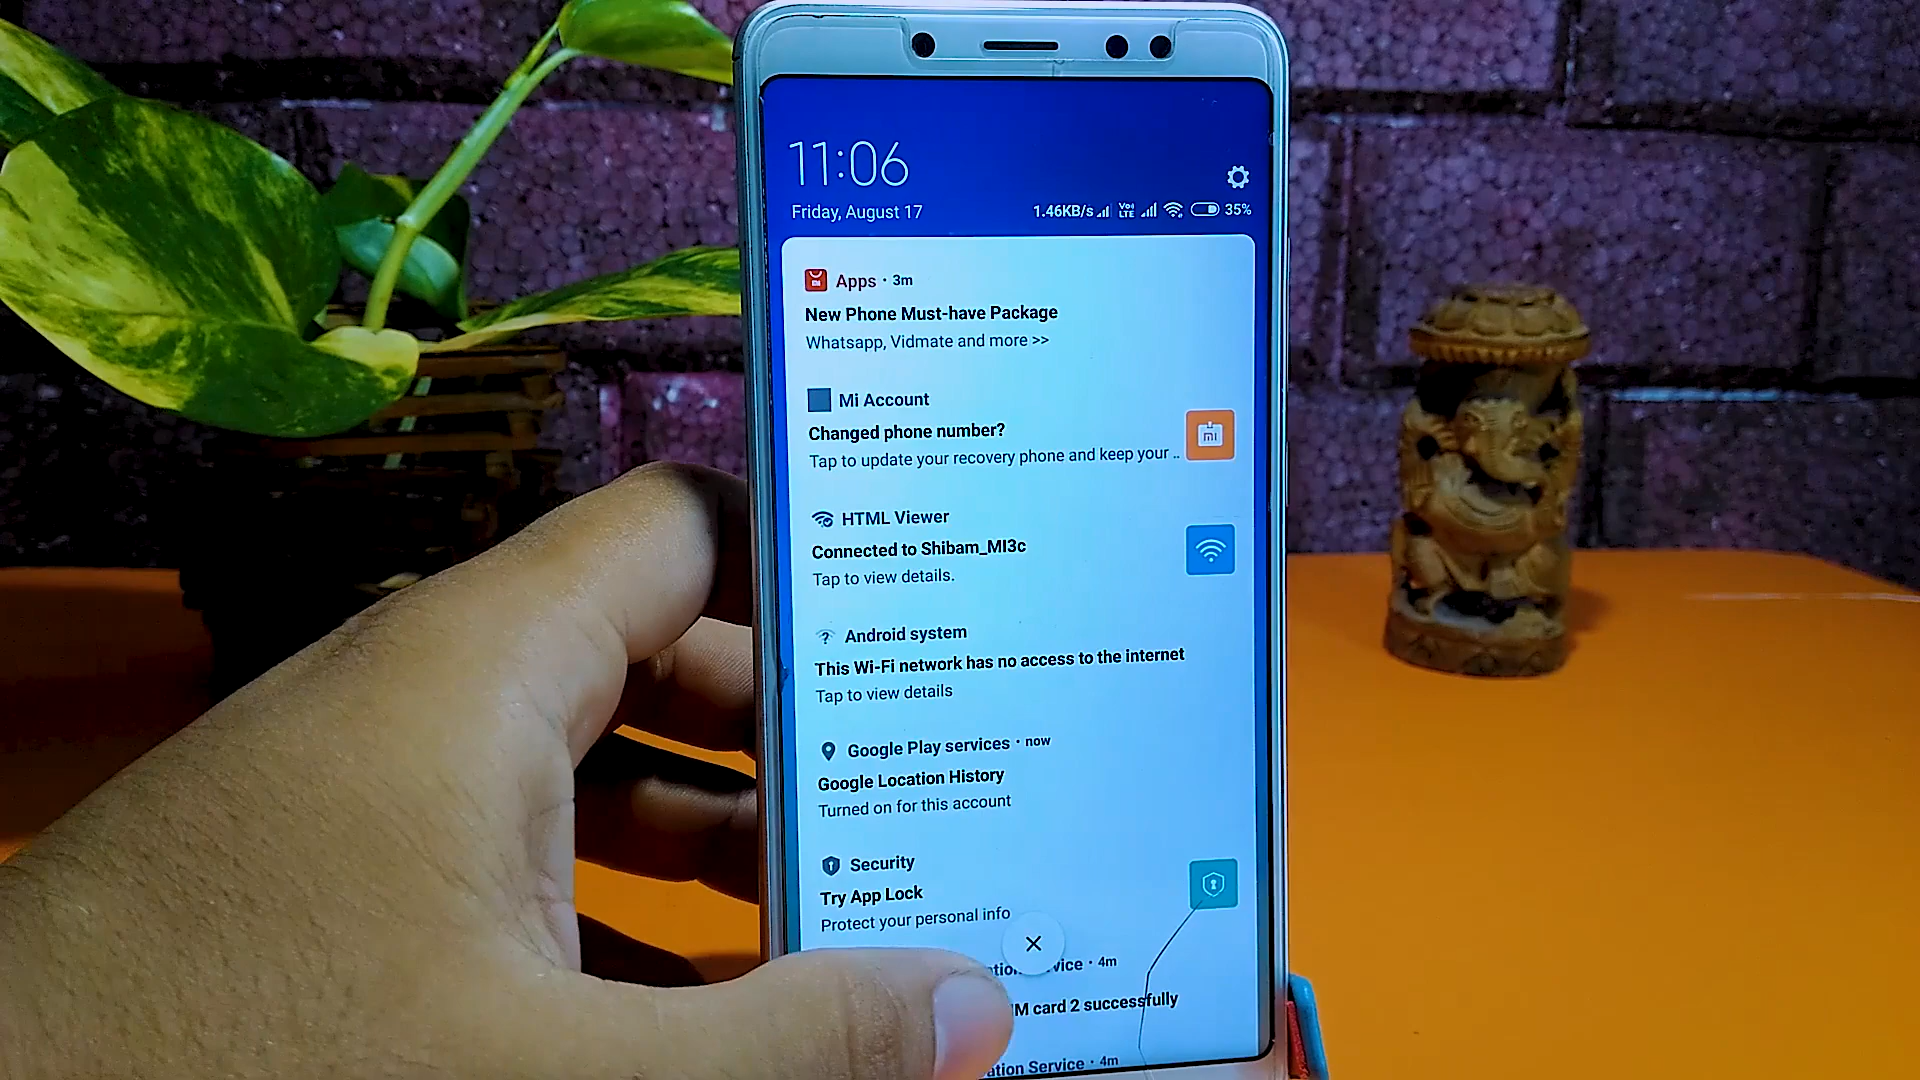 11:06
Friday, August 17
1.46KB/s VoLTE 35%
Apps · 3m
New Phone Must-have Package
Whatsapp, Vidmate and more >>
Mi Account
Changed phone number?
Tap to update your recovery phone and keep your ..
HTML Viewer
Connected to Shibam_MI3c
Tap to view details.
Android system
This Wi-Fi network has no access to the internet
Tap to view details
Google Play services · now
Google Location History
Turned on for this account
Security
Try App Lock
Protect your personal info
· 4m
card 2 successfully
Service · 4m